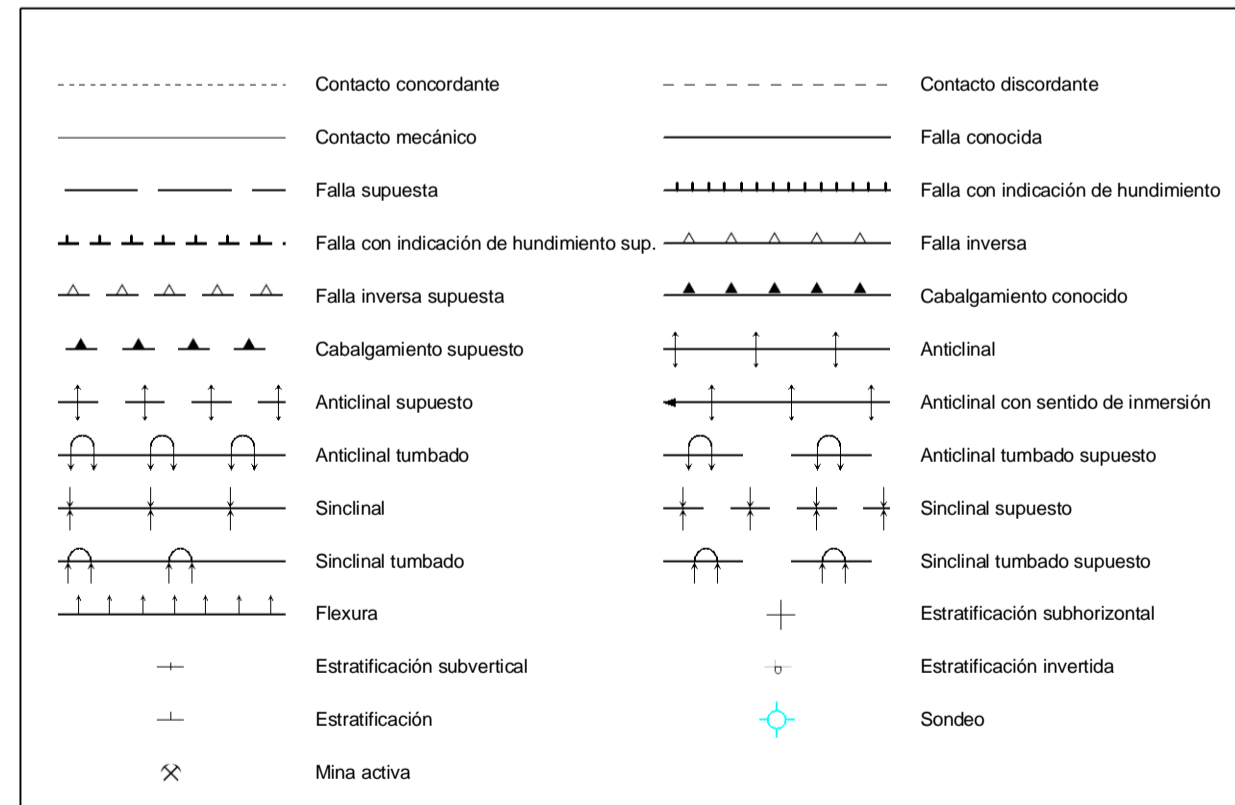 Contacto concordante
Contacto discordante
Contacto mecánico
Falla conocida
Falla supuesta
Falla con indicación de hundimiento
Falla con indicación de hundimiento sup.
Falla inversa
Falla inversa supuesta
Cabalgamiento conocido
Cabalgamiento supuesto
Anticlinal
Anticlinal supuesto
Anticlinal con sentido de inmersión
Anticlinal tumbado
Anticlinal tumbado supuesto
Sinclinal
Sinclinal supuesto
Sinclinal tumbado
Sinclinal tumbado supuesto
Flexura
Estratificación subhorizontal
Estratificación subvertical
Estratificación invertida
Estratificación
Sondeo
Mina activa